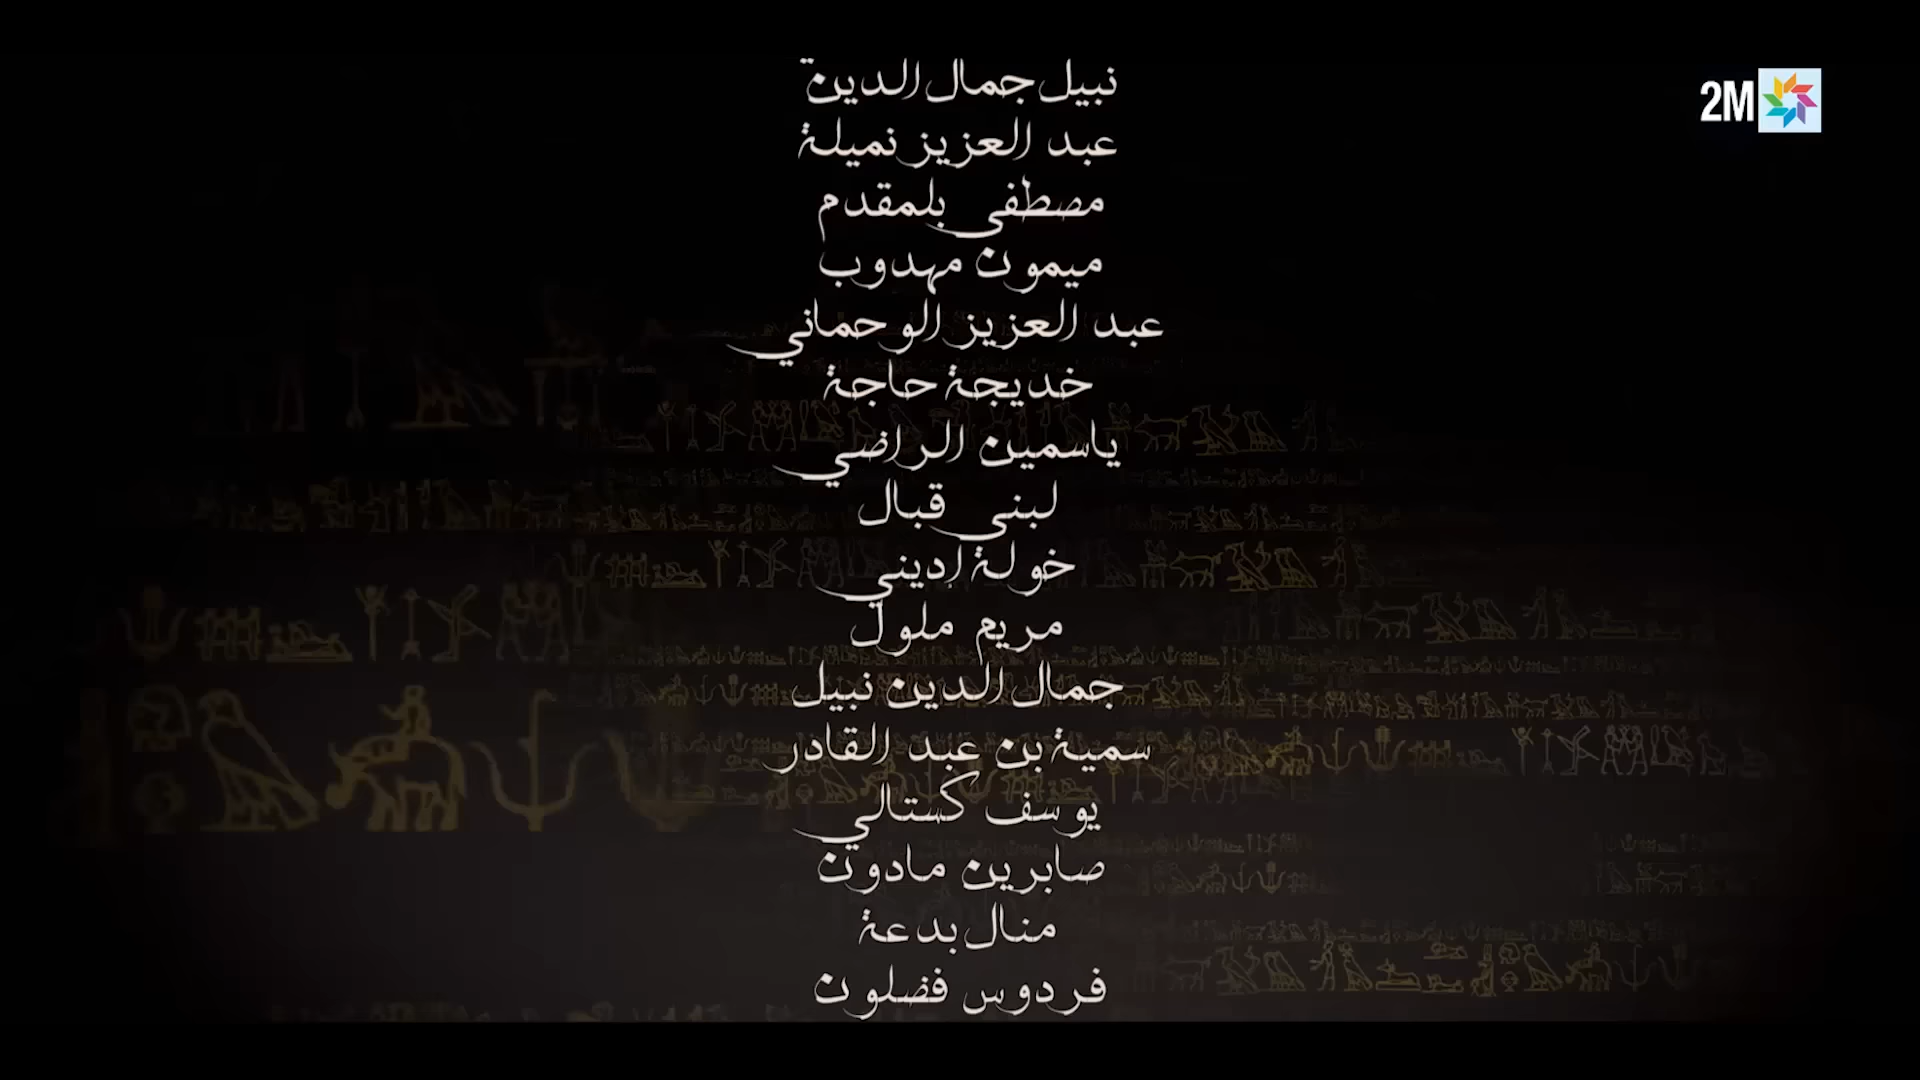 نبيل جمال الدين
2M
عبد العزيز نميلة
مصطفى بلمقدم
ميمون مهدوب
عبد العزيز الوحماني
خديجة حاجة
ياسمين الراضي
لبنى قبال
خولة إديني
مريم ملول
جمال الدين نبيل
سمية بن عبد القادر
يوسف كستالي
صابرين مادون
منال بدعة
فردوس فضلون